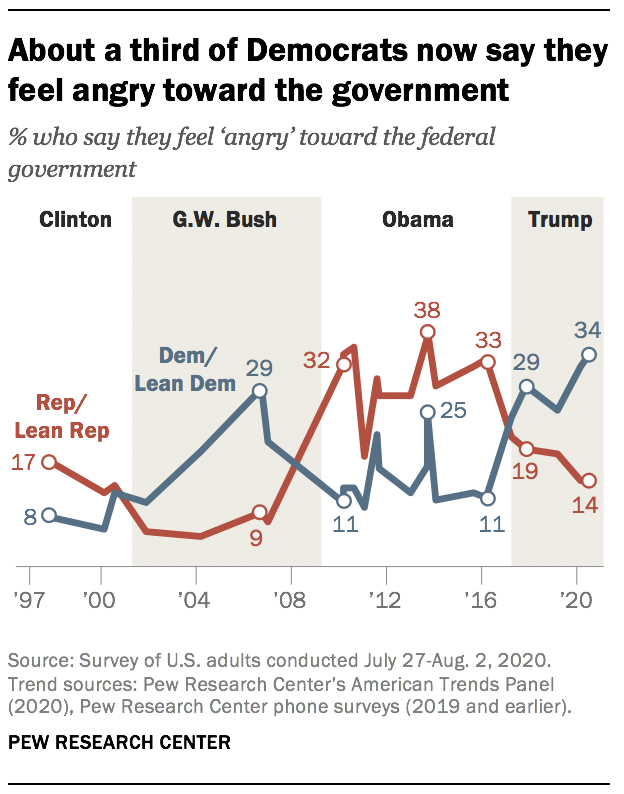 About a third of Democrats now say they
feel angry toward the government
% who say they feel ‘angry’ toward the federal
government
Clinton G.W. Bush Obama Trump
38
34
33
Dem/
Lean Dem
29
32
29
Rep/
Lean Rep
25
17
19
14
8
9
11
11
’97 ’00 ’04 ’08 ’12 ’16 ’20
Source: Survey of U.S. adults conducted July 27-Aug. 2, 2020.
Trend sources: Pew Research Center’s American Trends Panel
(2020), Pew Research Center phone surveys (2019 and earlier).
PEW RESEARCH CENTER